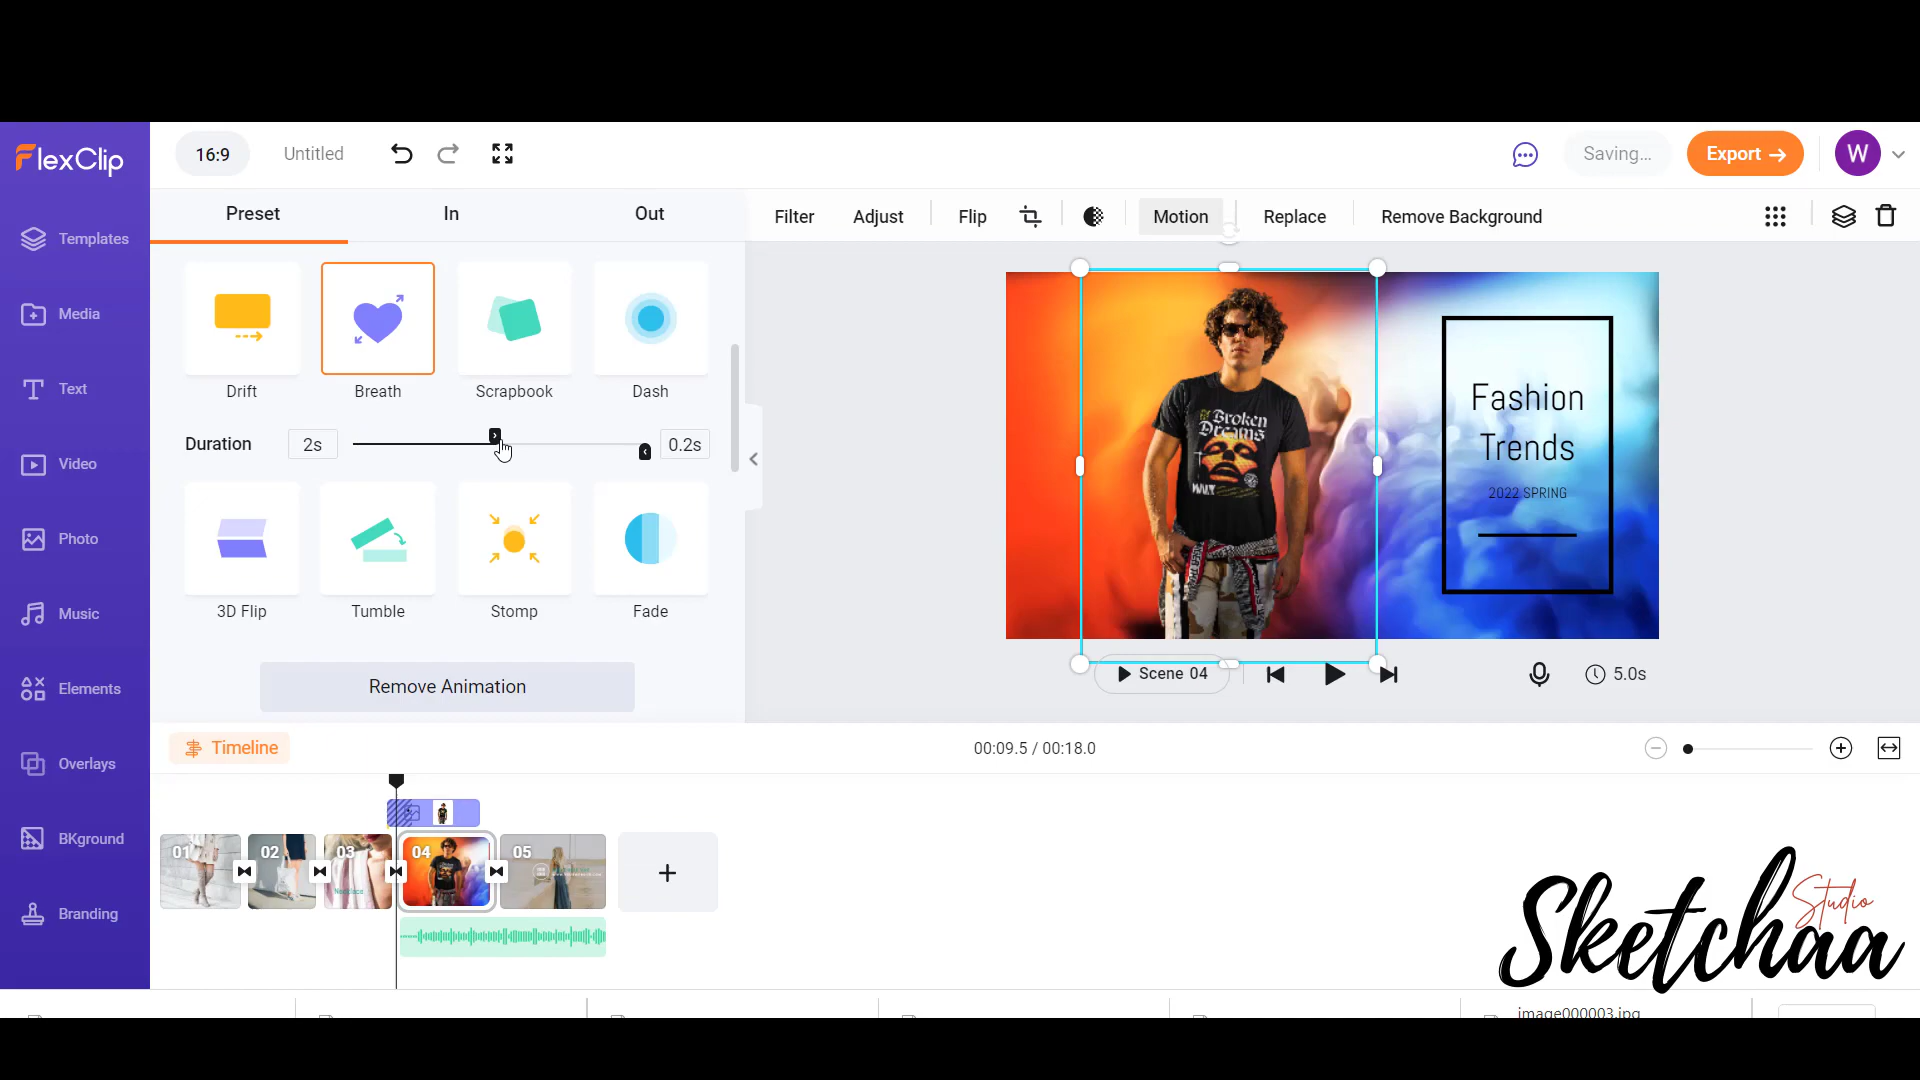 FlexClip
16:9
Untitled
Saving...
Export
W
Preset
In
Out
Filter
Adjust
Flip
Motion
Replace
Remove Background
Templates
Media
Text
Video
Photo
Music
Elements
Overlays
BKground
Branding
Drift
Breath
Scrapbook
Dash
Duration
2s
0.2s
3D Flip
Tumble
Stomp
Fade
Remove Animation
Broken
Dreams
Fashion
Trends
2022 SPRING
Scene 04
5.0s
Timeline
00:09.5 / 00:18.0
01
02
03
Necklace
04
05
Sketchaa
Studio
image000003.jpg